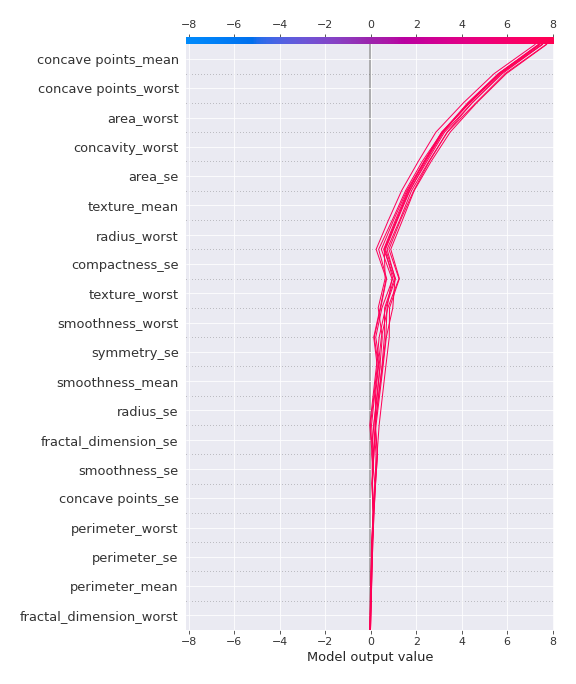 −8 −6 −4 −2 0 2 4 6 8
concave points_mean
concave points_worst
area_worst
concavity_worst
area_se
texture_mean
radius_worst
compactness_se
texture_worst
smoothness_worst
symmetry_se
smoothness_mean
radius_se
fractal_dimension_se
smoothness_se
concave points_se
perimeter_worst
perimeter_se
perimeter_mean
fractal_dimension_worst
−8 −6 −4 −2 0 2 4 6 8
Model output value